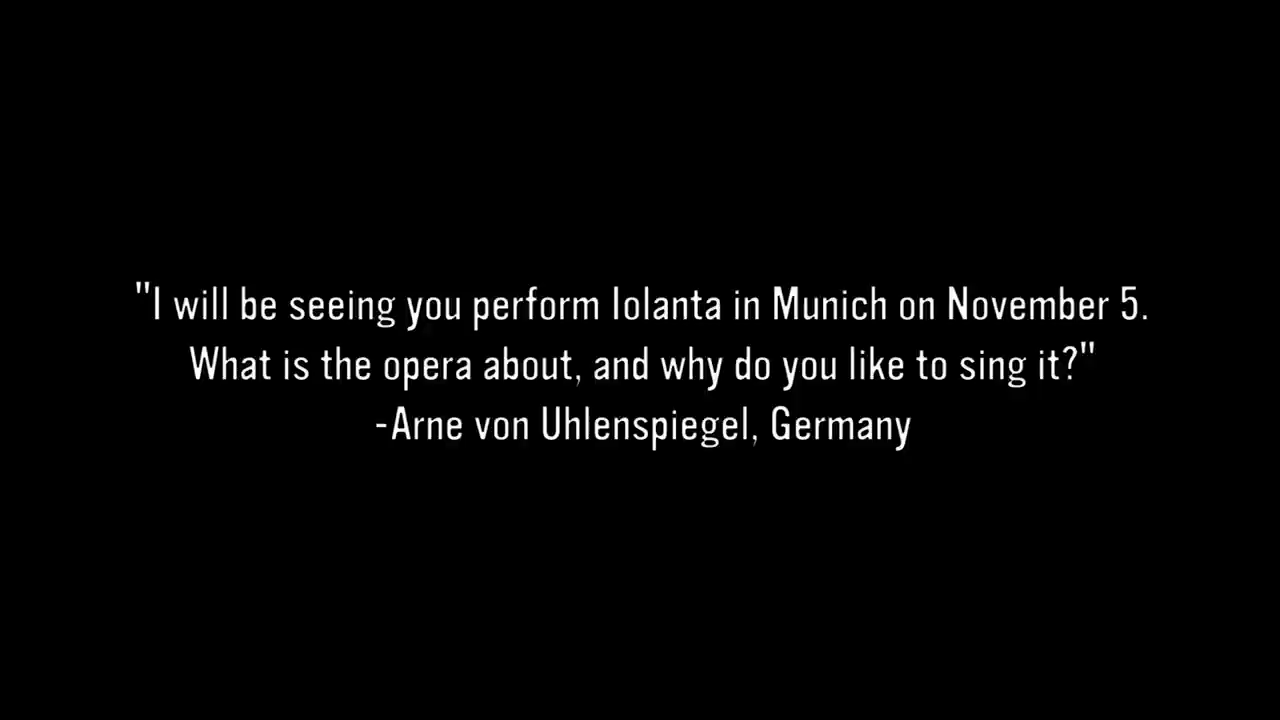 "I will be seeing you perform Iolanta in Munich on November 5.
What is the opera about, and why do you like to sing it?"
-Arne von Uhlenspiegel, Germany